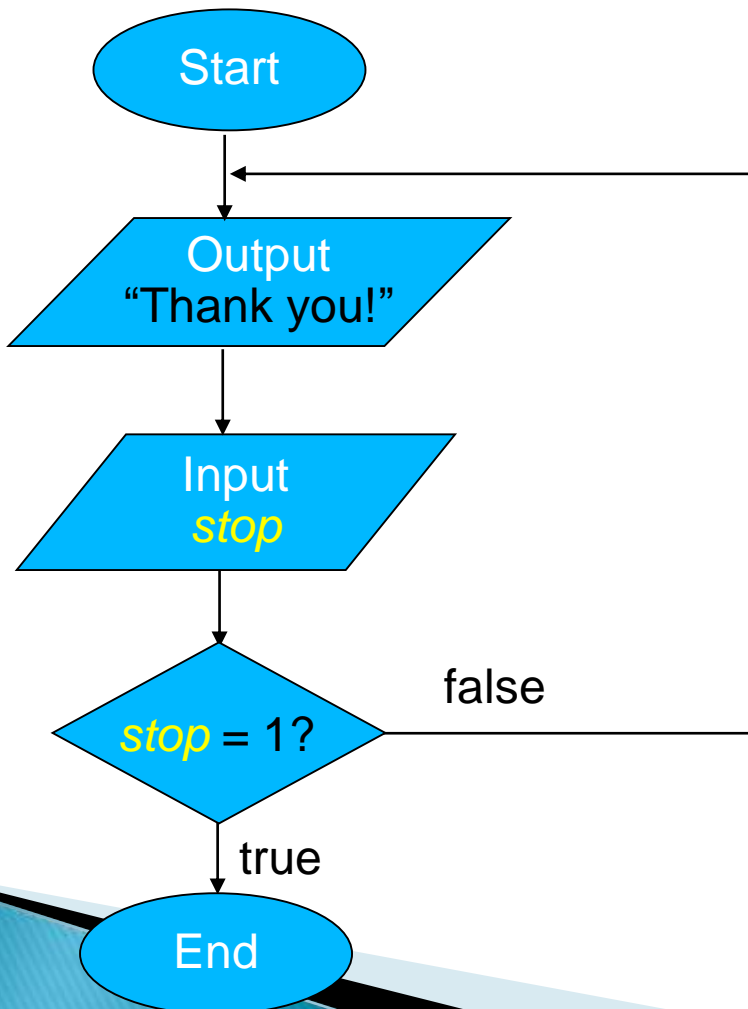 Start
Output
“Thank you!”
Input
stop
stop = 1?
false
true
End